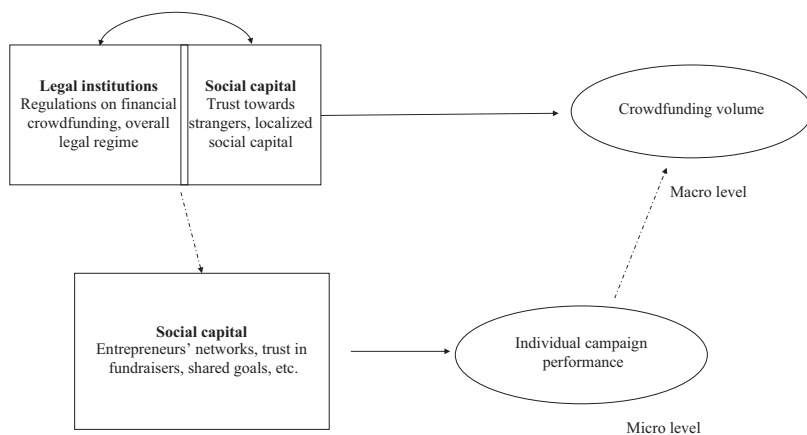 Legal institutions
Regulations on financial
crowdfunding, overall
legal regime
Social capital
Trust towards
strangers, localized
social capital
Crowdfunding volume
Macro level
Social capital
Entrepreneurs’ networks, trust in
fundraisers, shared goals, etc.
Individual campaign
performance
Micro level